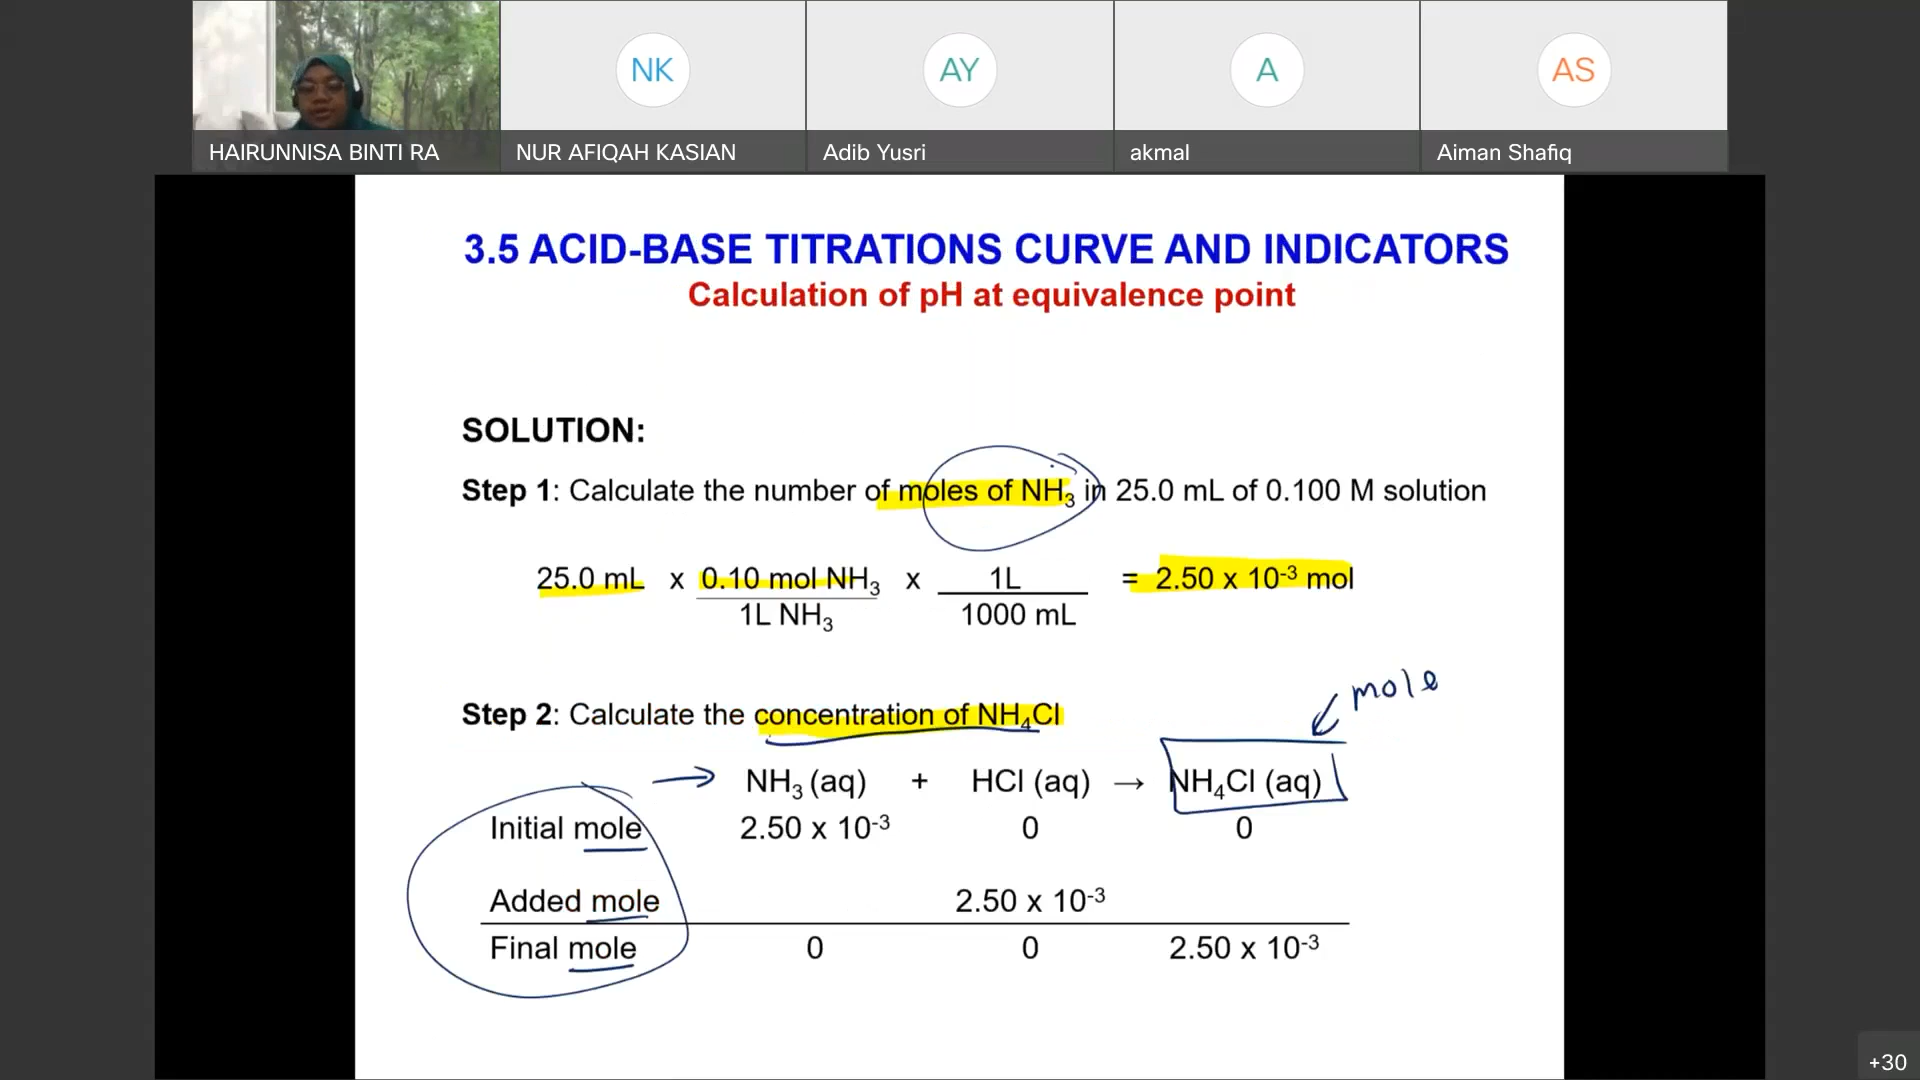 NK
AY
A
AS
HAIRUNNISA BINTI RA
NUR AFIQAH KASIAN
Adib Yusri
akmal
Aiman Shafiq
3.5 ACID-BASE TITRATIONS CURVE AND INDICATORS
Calculation of pH at equivalence point
SOLUTION:
Step 1: Calculate the number of moles of NH₃ in 25.0 mL of 0.100 M solution
25.0 mL x 0.10 mol NH₃ x 1L = 2.50 x 10⁻³ mol
1L NH₃ 1000 mL
mole
Step 2: Calculate the concentration of NH₄Cl
→ NH₃ (aq) + HCl (aq) → NH₄Cl (aq)
Initial mole 2.50 x 10⁻³ 0 0
Added mole 2.50 x 10⁻³
Final mole 0 0 2.50 x 10⁻³
+30